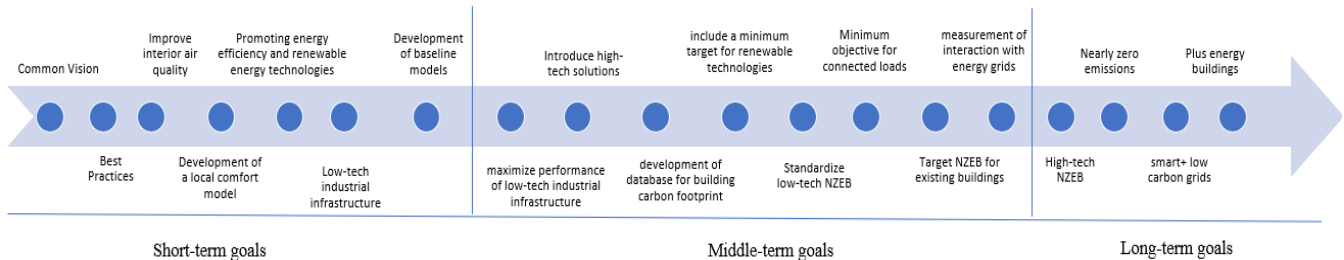 Common Vision
Best
Practices
Improve
interior air
quality
Development of
a local comfort
model
Promoting energy
efficiency and renewable
energy technologies
Low-tech
industrial
infrastructure
Development
of baseline
models
maximize performance
of low-tech industrial
infrastructure
Introduce high-
tech solutions
development of
database for building
carbon footprint
include a minimum
target for renewable
technologies
Standardize
low-tech NZEB
Minimum
objective for
connected loads
Target NZEB for
existing buildings
measurement of
interaction with
energy grids
High-tech
NZEB
Nearly zero
emissions
smart+ low
carbon grids
Plus energy
buildings
Short-term goals
Middle-term goals
Long-term goals